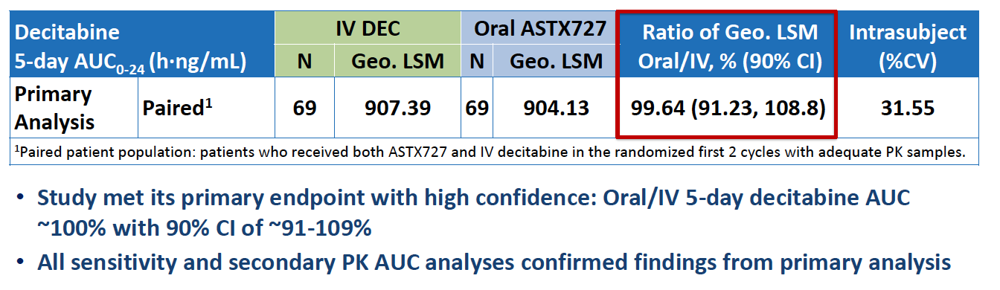 Decitabine
5-day AUC0-24 (h·ng/mL)
IV DEC
Oral ASTX727
Ratio of Geo. LSM
Oral/IV, % (90% CI)
Intrasubject
(%CV)
N
Geo. LSM
N
Geo. LSM
Primary
Analysis
Paired1
69
907.39
69
904.13
99.64 (91.23, 108.8)
31.55
1Paired patient population: patients who received both ASTX727 and IV decitabine in the randomized first 2 cycles with adequate PK samples.
• Study met its primary endpoint with high confidence: Oral/IV 5-day decitabine AUC
~100% with 90% CI of ~91-109%
• All sensitivity and secondary PK AUC analyses confirmed findings from primary analysis